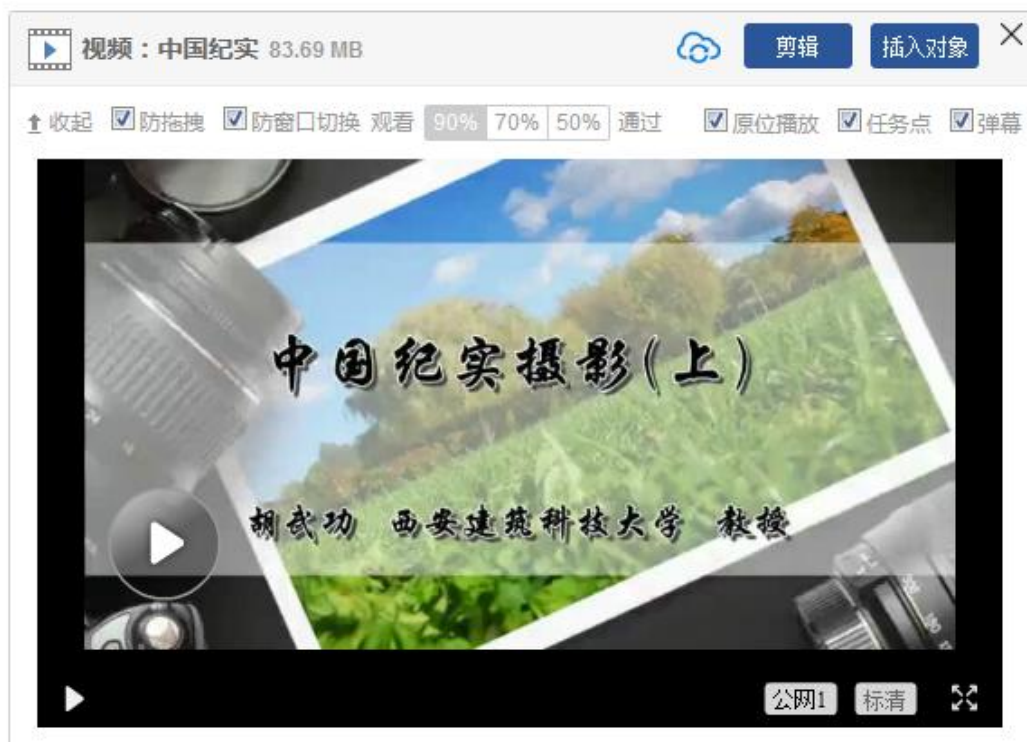 视频：中国纪实 83.69 MB 剪辑 插入对象
收起 防拖拽 防窗口切换 观看 90% 70% 50% 通过 原位播放 任务点 弹幕
中国纪实摄影(上)
胡武功 西安建筑科技大学 教授
公网1 标清